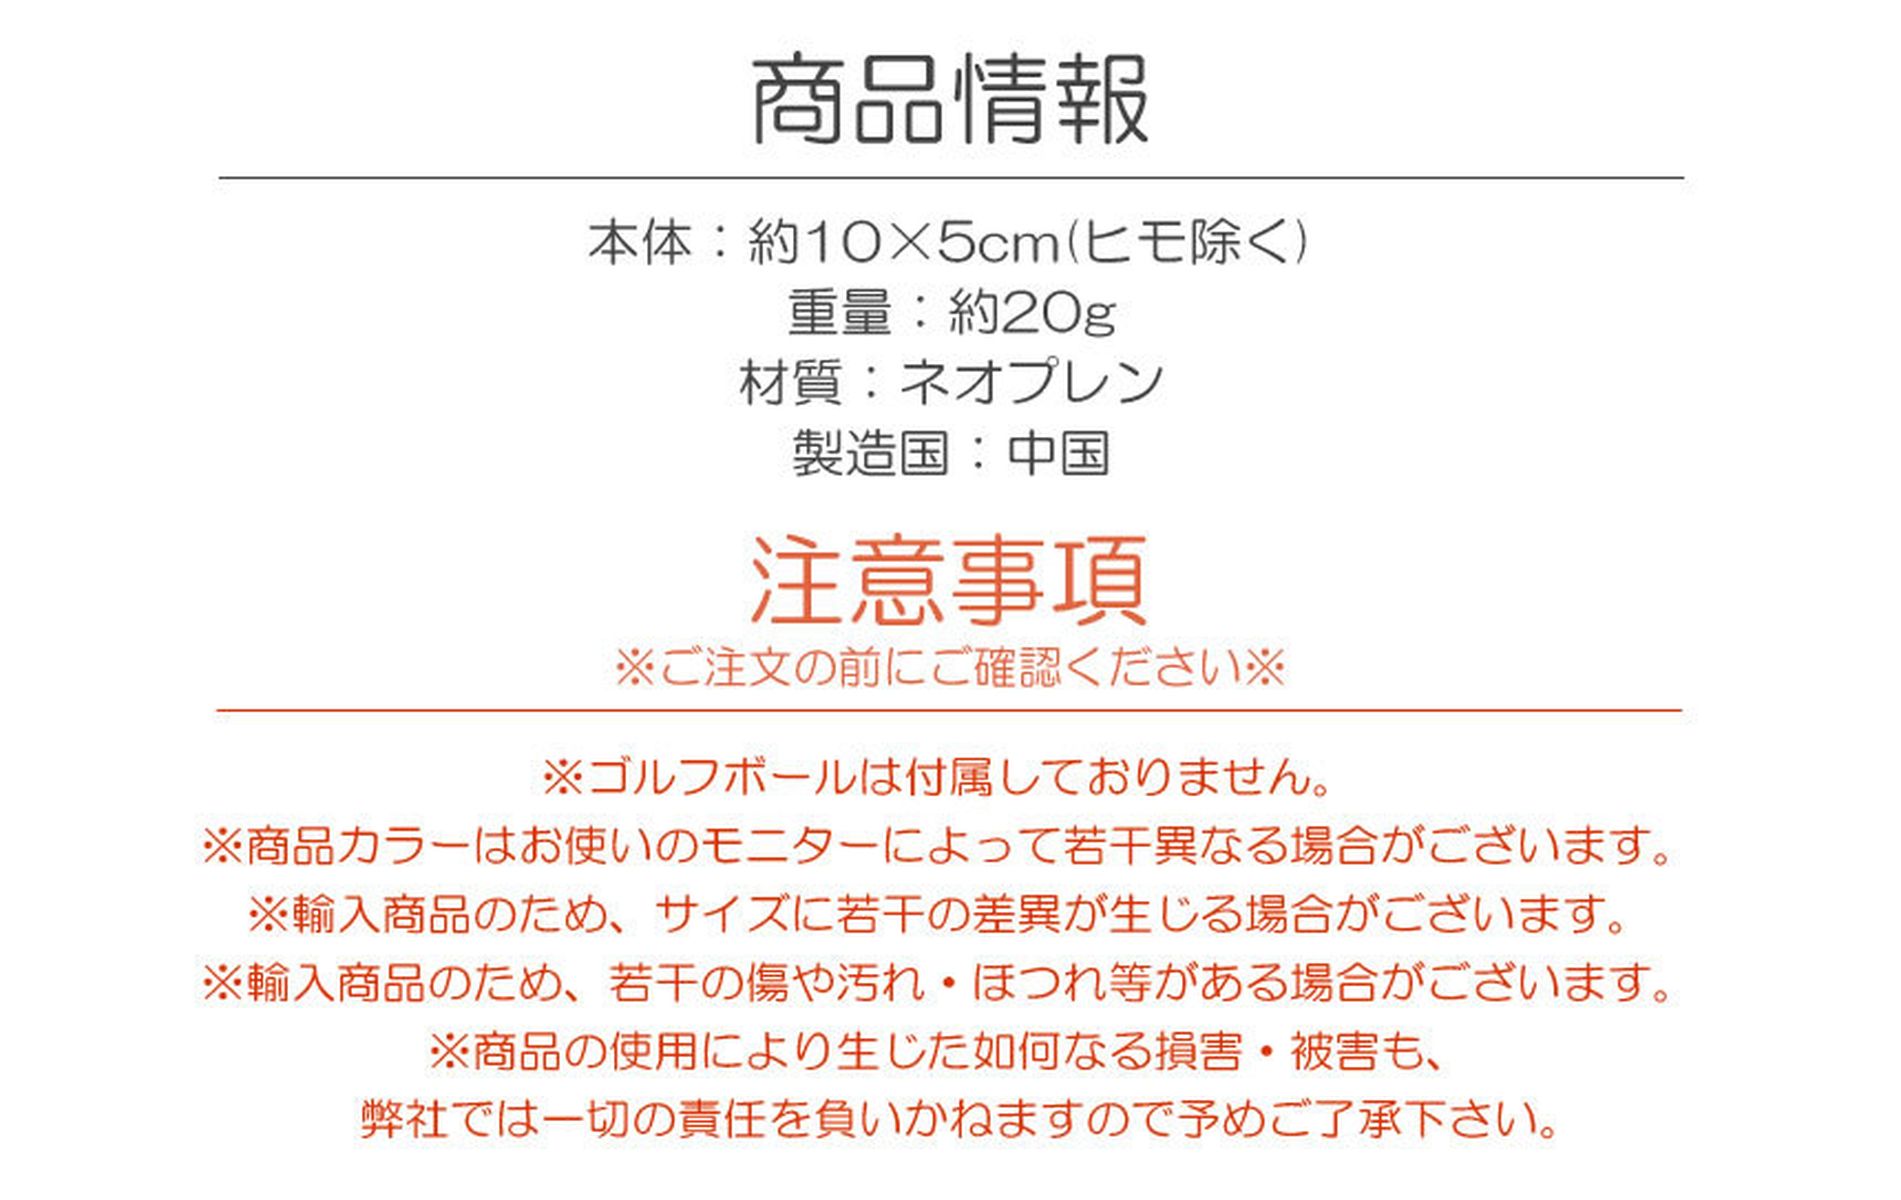 商品情報
本体：約10×5cm(ヒモ除く)
重量：約20g
材質：ネオプレン
製造国：中国
注意事項
※ご注文の前にご確認ください※
※ゴルフボールは付属しておりません。
※商品カラーはお使いのモニターによって若干異なる場合がございます。
※輸入商品のため、サイズに若干の差異が生じる場合がございます。
※輸入商品のため、若干の傷や汚れ・ほつれ等がある場合がございます。
※商品の使用により生じた如何なる損害・被害も、
弊社では一切の責任を負いかねますので予めご了承下さい。